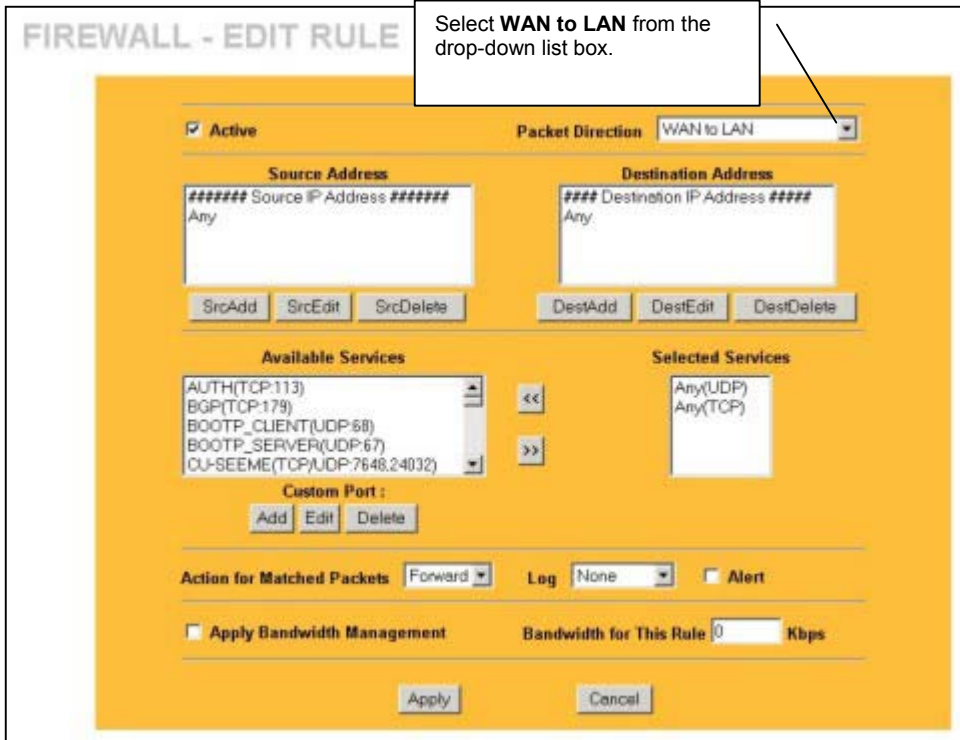 FIREWALL - EDIT RULE
Select WAN to LAN from the
drop-down list box.
Active
Packet Direction WAN to LAN
Source Address
####### Source IP Address #######
Any
Destination Address
#### Destination IP Address #####
Any
SrcAdd SrcEdit SrcDelete
DestAdd DestEdit DestDelete
Available Services
AUTH(TCP:113)
BGP(TCP:179)
BOOTP_CLIENT(UDP:68)
BOOTP_SERVER(UDP:67)
CU-SEEME(TCP/UDP:7648,24032)
<<
>>
Selected Services
Any(UDP)
Any(TCP)
Custom Port :
Add Edit Delete
Action for Matched Packets Forward Log None Alert
Apply Bandwidth Management Bandwidth for This Rule 0 Kbps
Apply Cancel